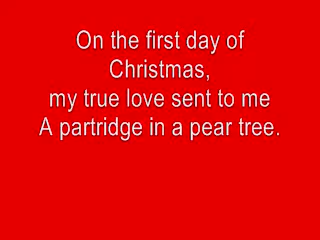 On the first day of
Christmas,
my true love sent to me
A partridge in a pear tree.